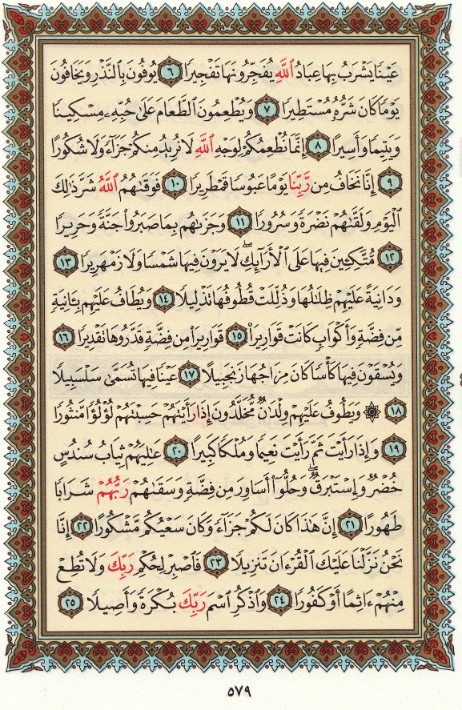 عَيْنًا يَشْرَبُ بِهَا عِبَادُ ٱللَّهِ يُفَجِّرُونَهَا تَفْجِيرًا ٦ يُوفُونَ بِٱلنَّذْرِ وَيَخَافُونَ
يَوْمًا كَانَ شَرُّهُۥ مُسْتَطِيرًا ٧ وَيُطْعِمُونَ ٱلطَّعَامَ عَلَىٰ حُبِّهِۦ مِسْكِينًا
وَيَتِيمًا وَأَسِيرًا ٨ إِنَّمَا نُطْعِمُكُمْ لِوَجْهِ ٱللَّهِ لَا نُرِيدُ مِنكُمْ جَزَآءً وَلَا شُكُورًا
٩ إِنَّا نَخَافُ مِن رَّبِّنَا يَوْمًا عَبُوسًا قَمْطَرِيرًا ١٠ فَوَقَىٰهُمُ ٱللَّهُ شَرَّ ذَٰلِكَ
ٱلْيَوْمِ وَلَقَّىٰهُمْ نَضْرَةً وَسُرُورًا ١١ وَجَزَىٰهُم بِمَا صَبَرُوا۟ جَنَّةً وَحَرِيرًا
١٢ مُّتَّكِـِٔينَ فِيهَا عَلَى ٱلْأَرَآئِكِ ۖ لَا يَرَوْنَ فِيهَا شَمْسًا وَلَا زَمْهَرِيرًا ١٣
وَدَانِيَةً عَلَيْهِمْ ظِلَٰلُهَا وَذُلِّلَتْ قُطُوفُهَا تَذْلِيلًا ١٤ وَيُطَافُ عَلَيْهِم بِـَٔانِيَةٍ
مِّن فِضَّةٍ وَأَكْوَابٍ كَانَتْ قَوَارِيرَا۠ ١٥ قَوَارِيرَا۟ مِن فِضَّةٍ قَدَّرُوهَا تَقْدِيرًا ١٦
وَيُسْقَوْنَ فِيهَا كَأْسًا كَانَ مِزَاجُهَا زَنجَبِيلًا ١٧ عَيْنًا فِيهَا تُسَمَّىٰ سَلْسَبِيلًا
١٨ ۞ وَيَطُوفُ عَلَيْهِمْ وِلْدَٰنٌ مُّخَلَّدُونَ إِذَا رَأَيْتَهُمْ حَسِبْتَهُمْ لُؤْلُؤًا مَّنثُورًا
١٩ وَإِذَا رَأَيْتَ ثَمَّ رَأَيْتَ نَعِيمًا وَمُلْكًا كَبِيرًا ٢٠ عَٰلِيَهُمْ ثِيَابُ سُندُسٍ
خُضْرٌ وَإِسْتَبْرَقٌ ۖ وَحُلُّوٓا۟ أَسَاوِرَ مِن فِضَّةٍ وَسَقَىٰهُمْ رَبُّهُمْ شَرَابًا
طَهُورًا ٢١ إِنَّ هَٰذَا كَانَ لَكُمْ جَزَآءً وَكَانَ سَعْيُكُم مَّشْكُورًا ٢٢ إِنَّا
نَحْنُ نَزَّلْنَا عَلَيْكَ ٱلْقُرْءَانَ تَنزِيلًا ٢٣ فَٱصْبِرْ لِحُكْمِ رَبِّكَ وَلَا تُطِعْ
مِنْهُمْ ءَاثِمًا أَوْ كَفُورًا ٢٤ وَٱذْكُرِ ٱسْمَ رَبِّكَ بُكْرَةً وَأَصِيلًا ٢٥
٥٧٩